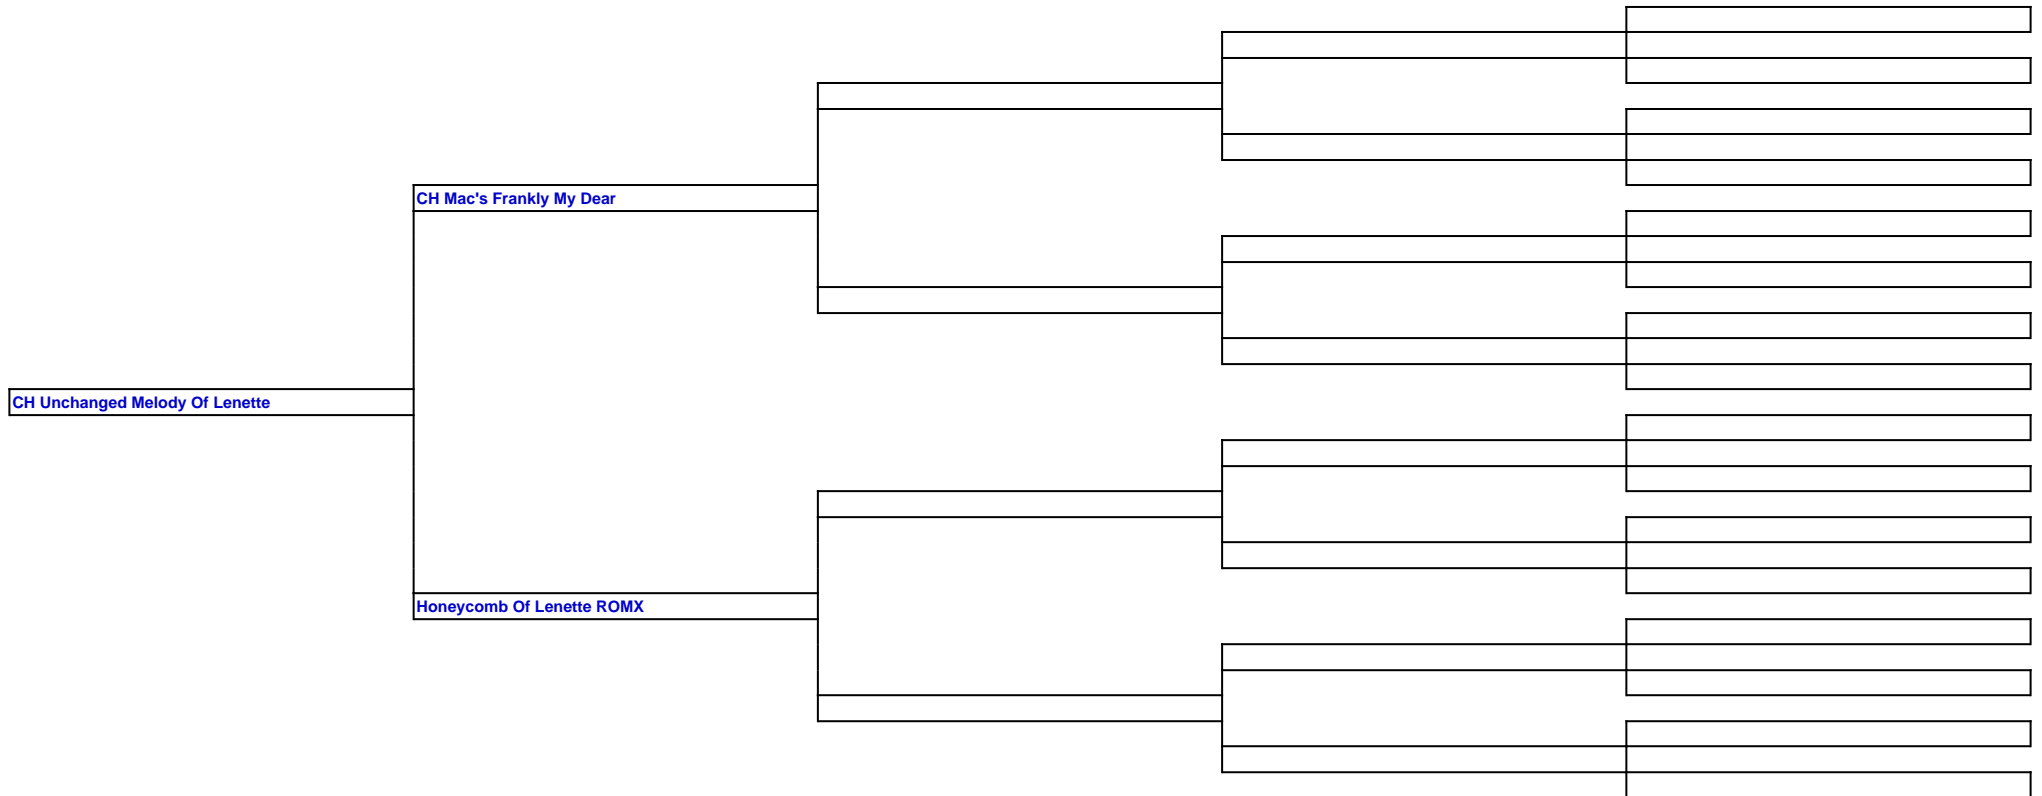 CH Mac's Frankly My Dear
CH Unchanged Melody Of Lenette
Honeycomb Of Lenette ROMX